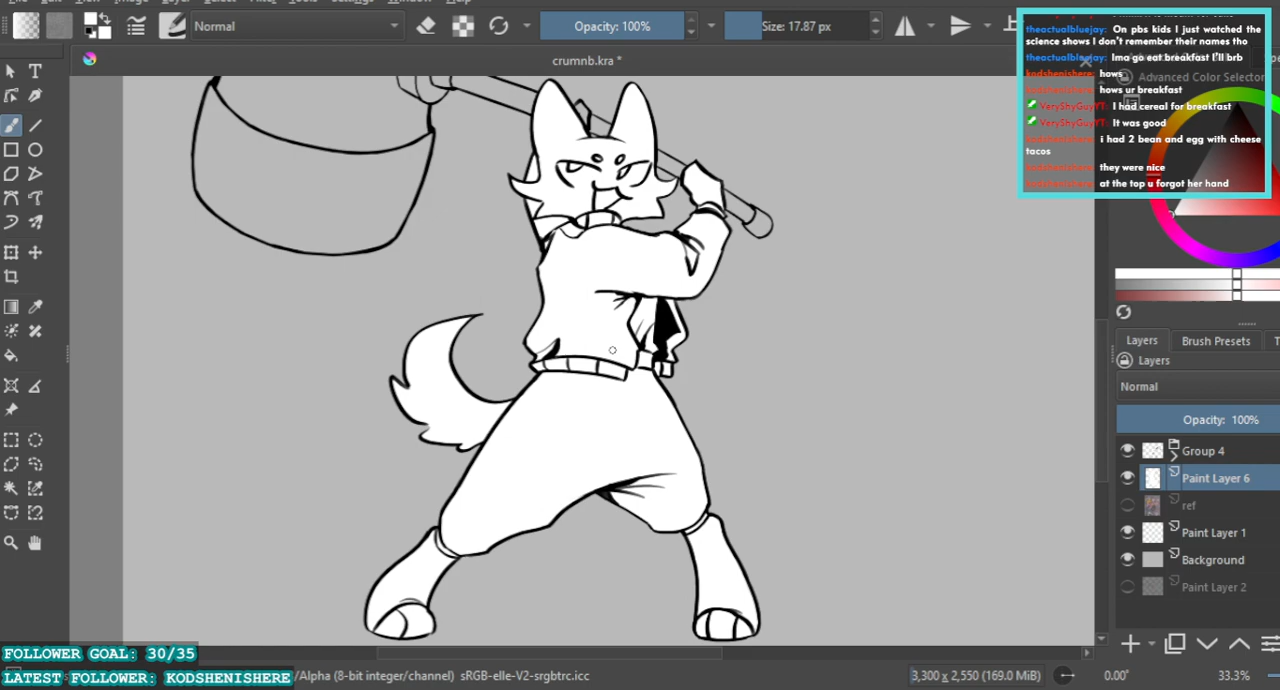 Normal
Opacity: 100%
Size: 17.87 px
crumnb.kra *
theactualbluejay: On pbs kids I just watched the
science shows I don't remember their names tho
theactualbluejay: Ima go eat breakfast I'll brb
kodshenishere: hows
kodshenishere: hows ur breakfast
VeryShyGuyYT: I had cereal for breakfast
VeryShyGuyYT: It was good
kodshenishere: i had 2 bean and egg with cheese
tacos
kodshenishere: they were nice
kodshenishere: at the top u forgot her hand
Advanced Color Selector
Layers
Brush Presets
Layers
Normal
Opacity: 100%
Group 4
Paint Layer 6
ref
Paint Layer 1
Background
Paint Layer 2
FOLLOWER GOAL: 30/35
LATEST FOLLOWER: KODSHENISHERE
/Alpha (8-bit integer/channel) sRGB-elle-V2-srgbtrc.icc
3,300 x 2,550 (169.0 MiB)
0.00°
33.3%